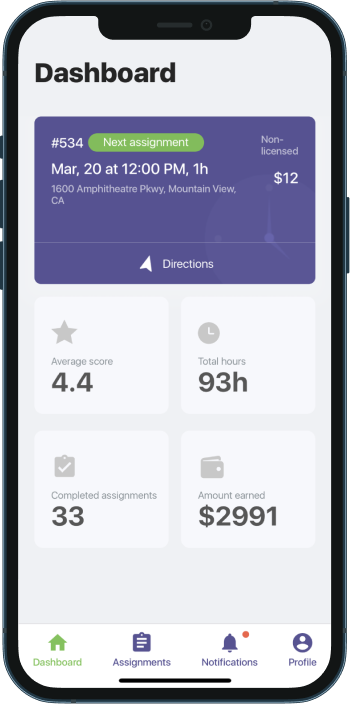 Dashboard
#534 Next assignment
Non-
licensed
Mar, 20 at 12:00 PM, 1h
$12
1600 Amphitheatre Pkwy, Mountain View,
CA
Directions
Average score
4.4
Total hours
93h
Completed assignments
33
Amount earned
$2991
Dashboard Assignments Notifications Profile